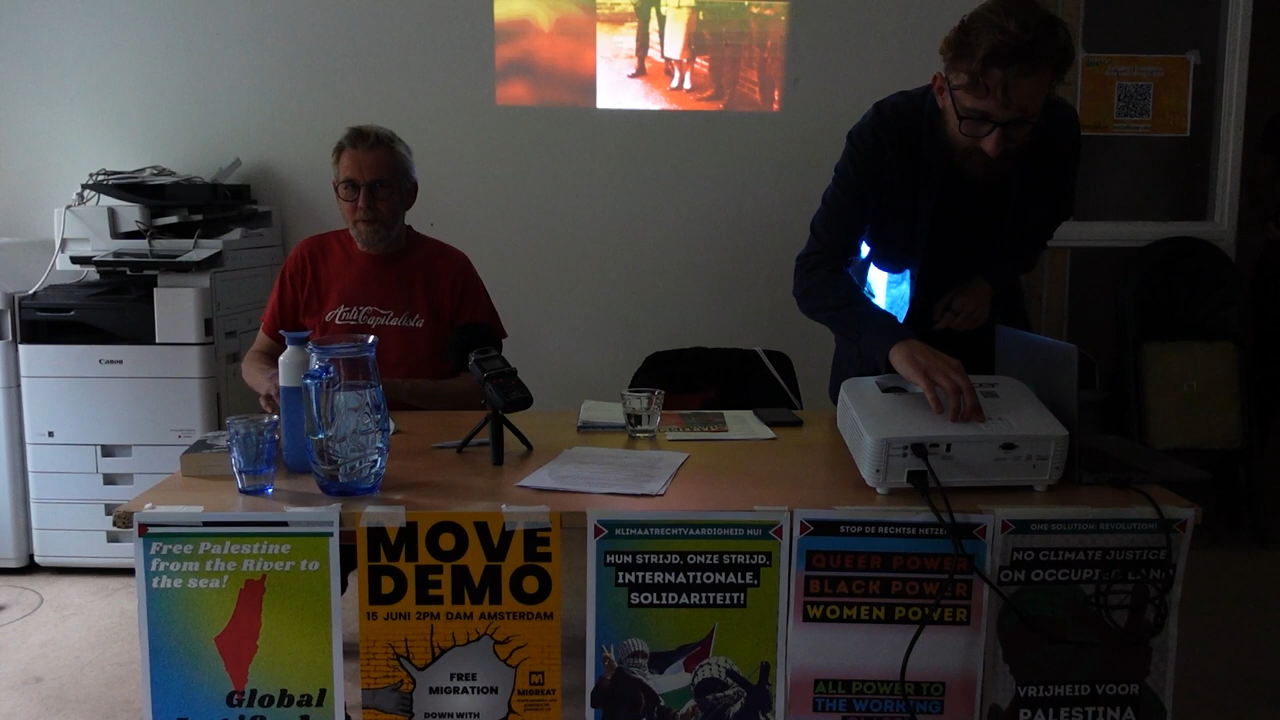 AntiCapitalista
Canon
acer
Free Palestine
from the River to
the sea!
Global
MOVE
DEMO
15 JUNI 2PM DAM AMSTERDAM
FREE
MIGRATION
DOWN WITH
MIGREAT
KLIMAATRECHTVAARDIGHEID NU!
HUN STRIJD, ONZE STRIJD,
INTERNATIONALE,
SOLIDARITEIT!
STOP DE RECHTSE HETZE
QUEER POWER
BLACK POWER
WOMEN POWER
ALL POWER TO
THE WORKING
ONE SOLUTION: REVOLUTION!
NO CLIMATE JUSTICE
ON OCCUPIED LAND
VRIJHEID VOOR
PALESTINA